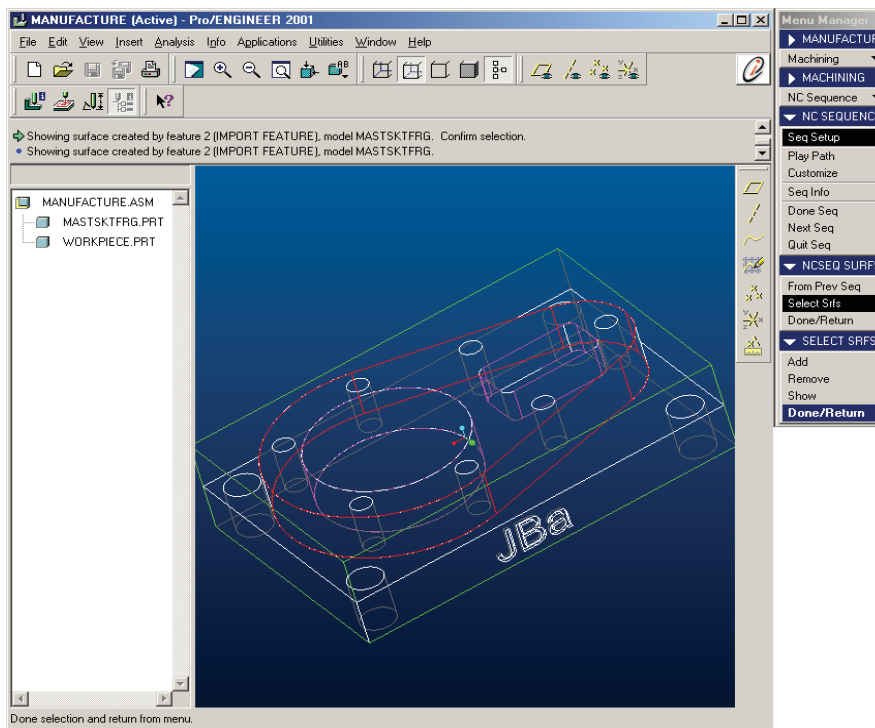 MANUFACTURE (Active) - Pro/ENGINEER 2001
File Edit View Insert Analysis Info Applications Utilities Window Help
Showing surface created by feature 2 (IMPORT FEATURE), model MASTSKTFRG. Confirm selection.
Showing surface created by feature 2 (IMPORT FEATURE), model MASTSKTFRG.
MANUFACTURE.ASM
MASTSKTFRG.PRT
WORKPIECE.PRT
JBa
Done selection and return from menu.
Menu Manager
MANUFACTUR
Machining
MACHINING
NC Sequence
NC SEQUENC
Seq Setup
Play Path
Customize
Seq Info
Done Seq
Next Seq
Quit Seq
NCSEQ SURFS
From Prev Seq
Select Srfs
Done/Return
SELECT SRFS
Add
Remove
Show
Done/Return